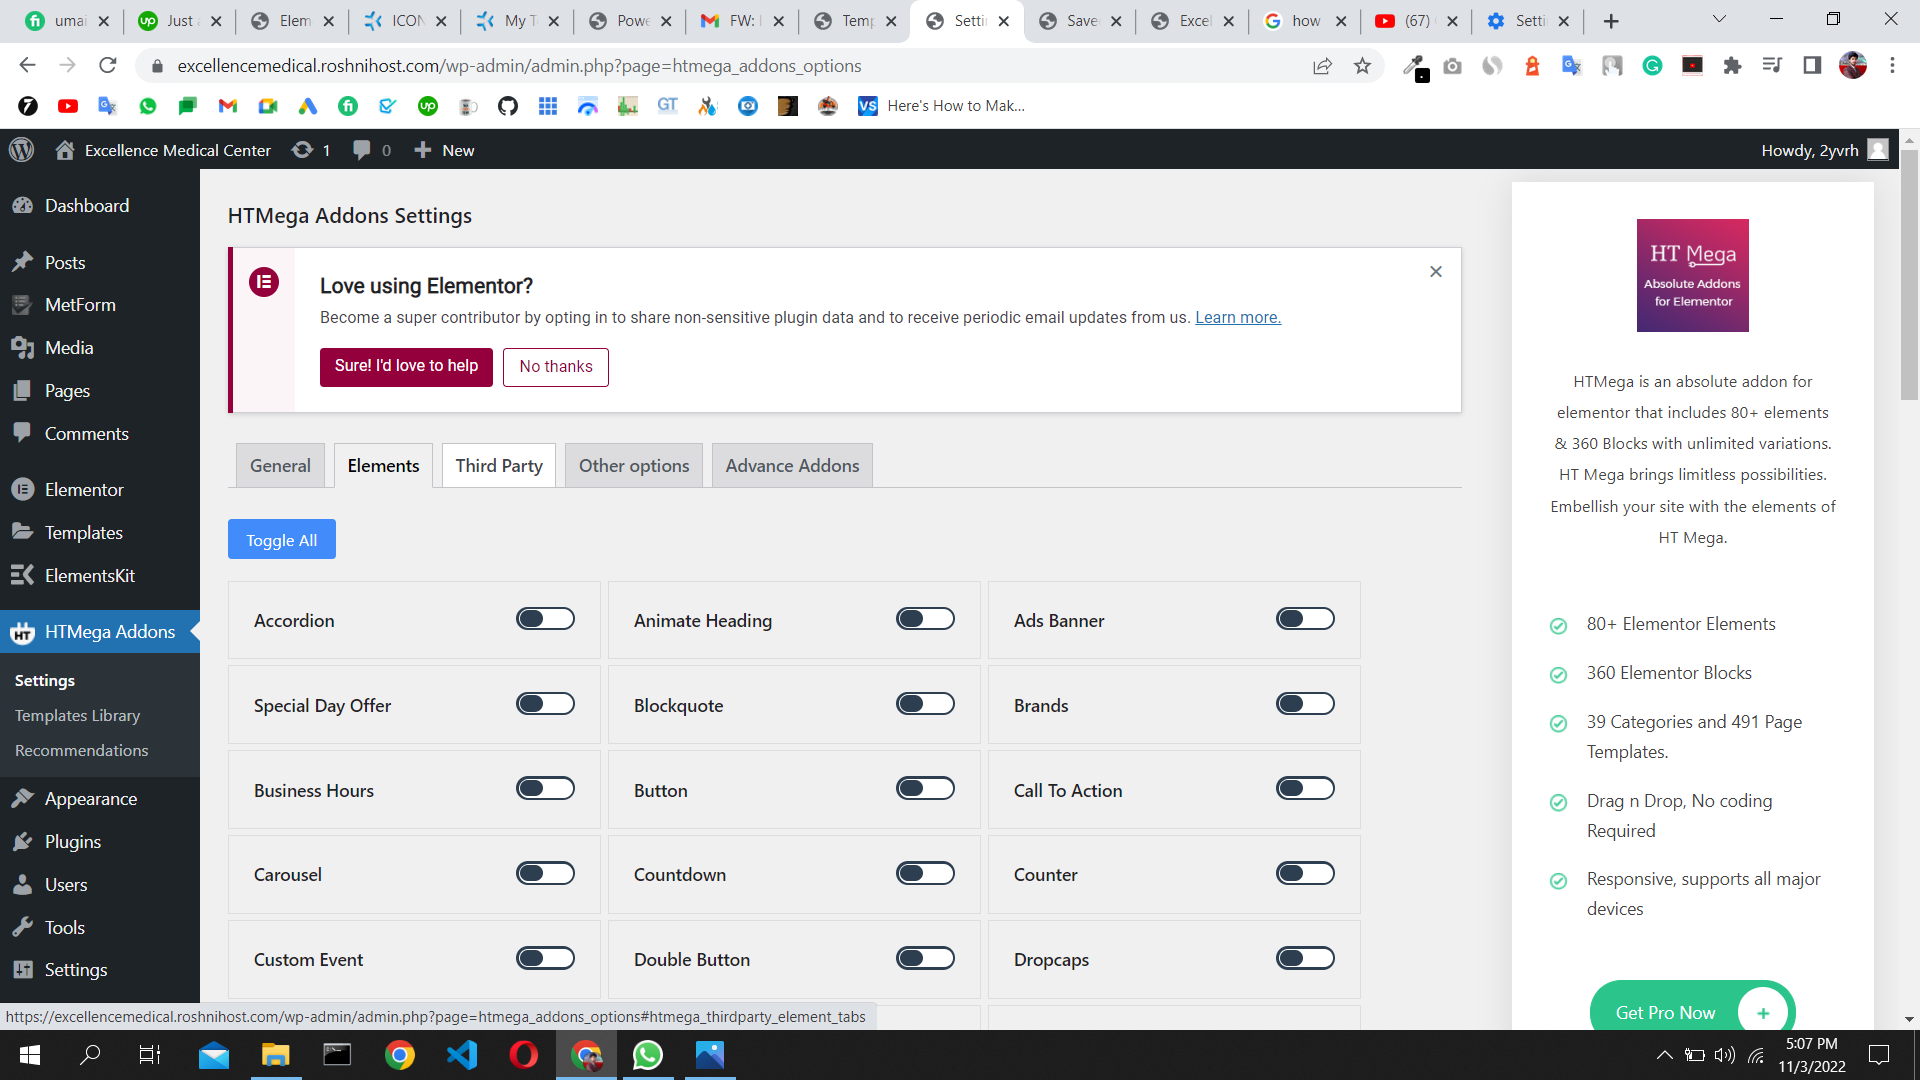 umai
Just
Elem
ICON
My T
Powe
FW:
Temp
Settin
Save
Excel
how
(67)
Settin
excellencemedical.roshnihost.com/wp-admin/admin.php?page=htmega_addons_options
Here's How to Mak...
Excellence Medical Center
1
0
New
Howdy, 2yvrh
Dashboard
Posts
MetForm
Media
Pages
Comments
Elementor
Templates
ElementsKit
HTMega Addons
Settings
Templates Library
Recommendations
Appearance
Plugins
Users
Tools
Settings
HTMega Addons Settings
Love using Elementor?
Become a super contributor by opting in to share non-sensitive plugin data and to receive periodic email updates from us. Learn more.
Sure! I'd love to help
No thanks
General
Elements
Third Party
Other options
Advance Addons
Toggle All
Accordion
Animate Heading
Ads Banner
Special Day Offer
Blockquote
Brands
Business Hours
Button
Call To Action
Carousel
Countdown
Counter
Custom Event
Double Button
Dropcaps
HT Mega
Absolute Addons
for Elementor
HTMega is an absolute addon for
elementor that includes 80+ elements
& 360 Blocks with unlimited variations.
HT Mega brings limitless possibilities.
Embellish your site with the elements of
HT Mega.
80+ Elementor Elements
360 Elementor Blocks
39 Categories and 491 Page
Templates.
Drag n Drop, No coding
Required
Responsive, supports all major
devices
Get Pro Now
https://excellencemedical.roshnihost.com/wp-admin/admin.php?page=htmega_addons_options#htmega_thirdparty_element_tabs
5:07 PM
11/3/2022